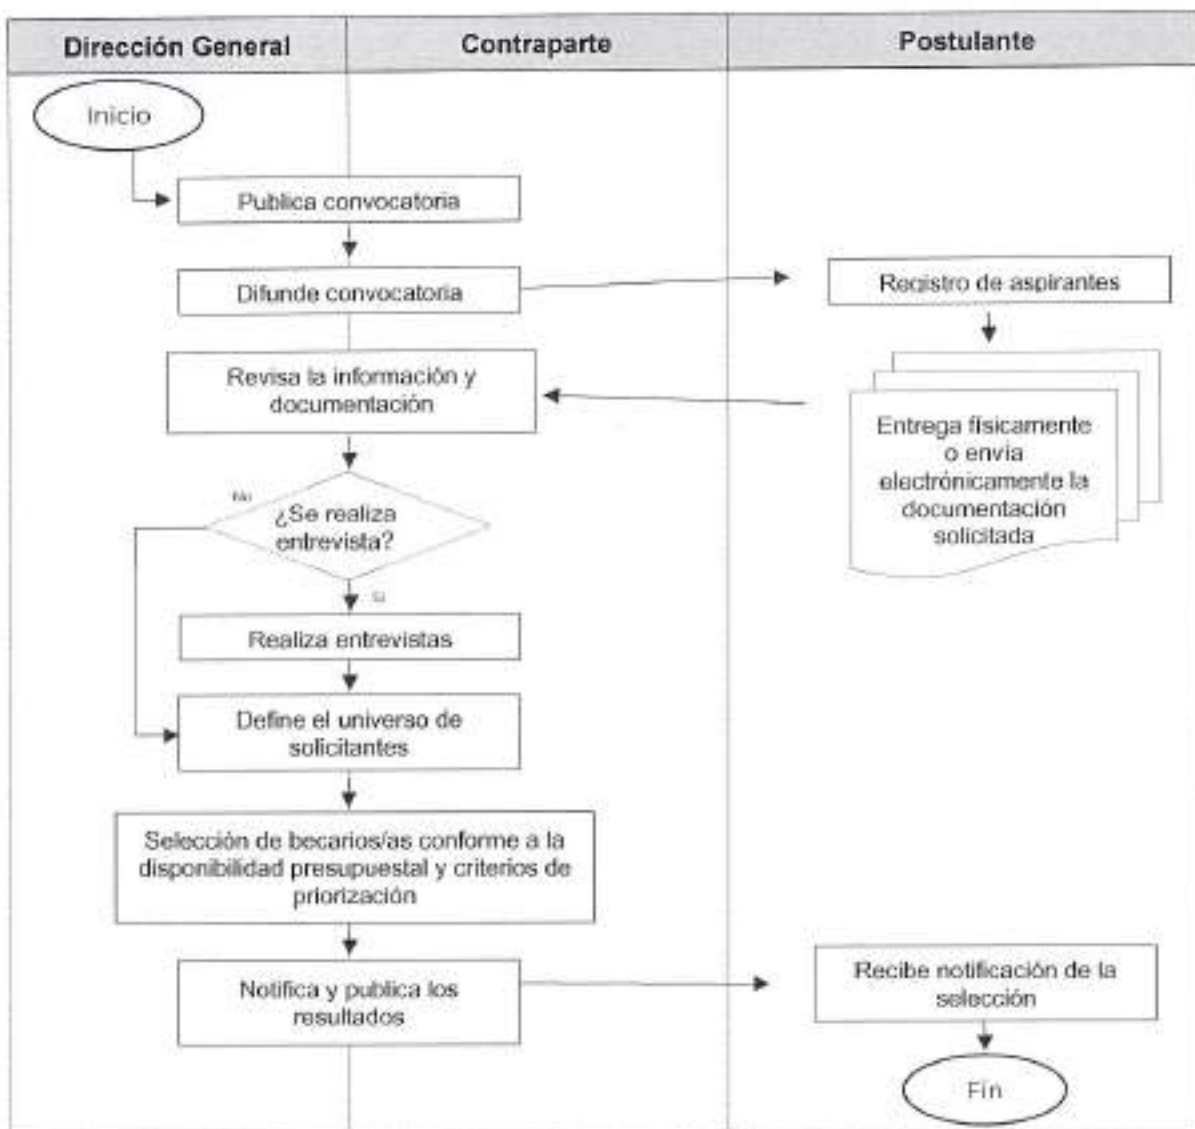 Dirección General
Contraparte
Postulante
Inicio
Publica convocatoria
Difunde convocatoria
Registro de aspirantes
Revisa la información y
documentación
Entrega físicamente
o envía
electrónicamente la
documentación
solicitada
No
¿Se realiza
entrevista?
Si
Realiza entrevistas
Define el universo de
solicitantes
Selección de becarios/as conforme a la
disponibilidad presupuestal y criterios de
priorización
Notifica y publica los
resultados
Recibe notificación de la
selección
Fin